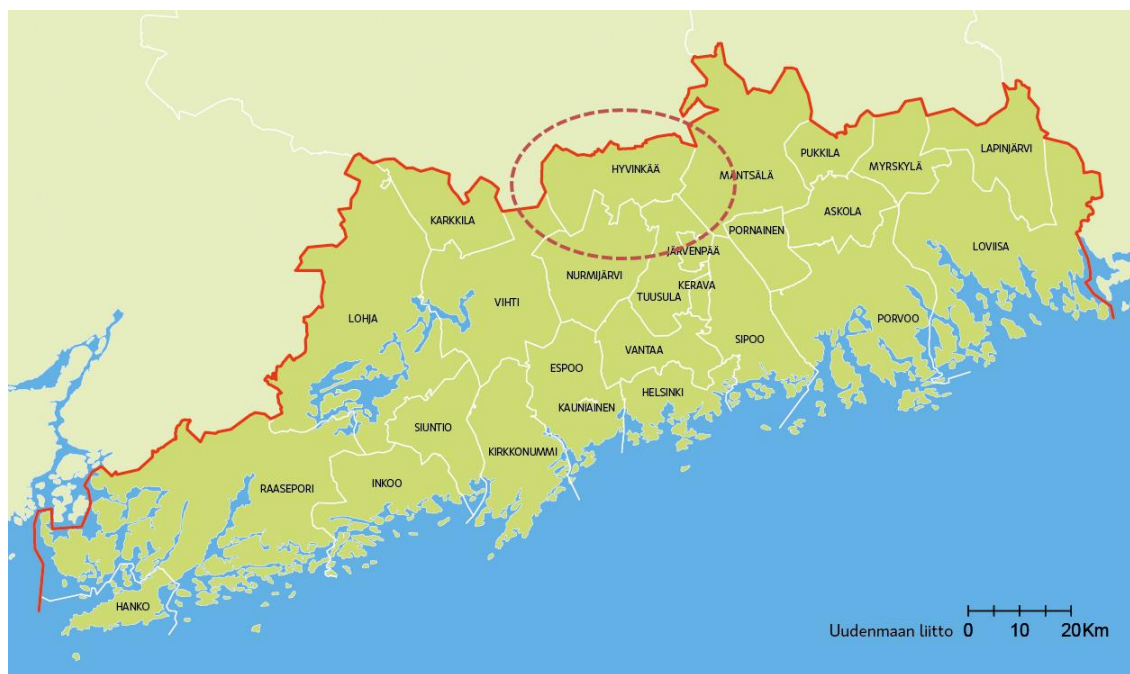 PUKKILA
LAPINJÄRVI
HYVINKÄÄ
MÄNTSÄLÄ
MYRSKYLÄ
ASKOLA
KARKKILA
PORNAINEN
LOVIISA
JÄRVENPÄÄ
NURMIJÄRVI
KERAVA
VIHTI
TUUSULA
LOHJA
PORVOO
SIPOO
VANTAA
ESPOO
HELSINKI
KAUNIAINEN
SIUNTIO
KIRKKONUMMI
INKOO
RAASEPORI
HANKO
Uudenmaan liitto 0 10 20Km